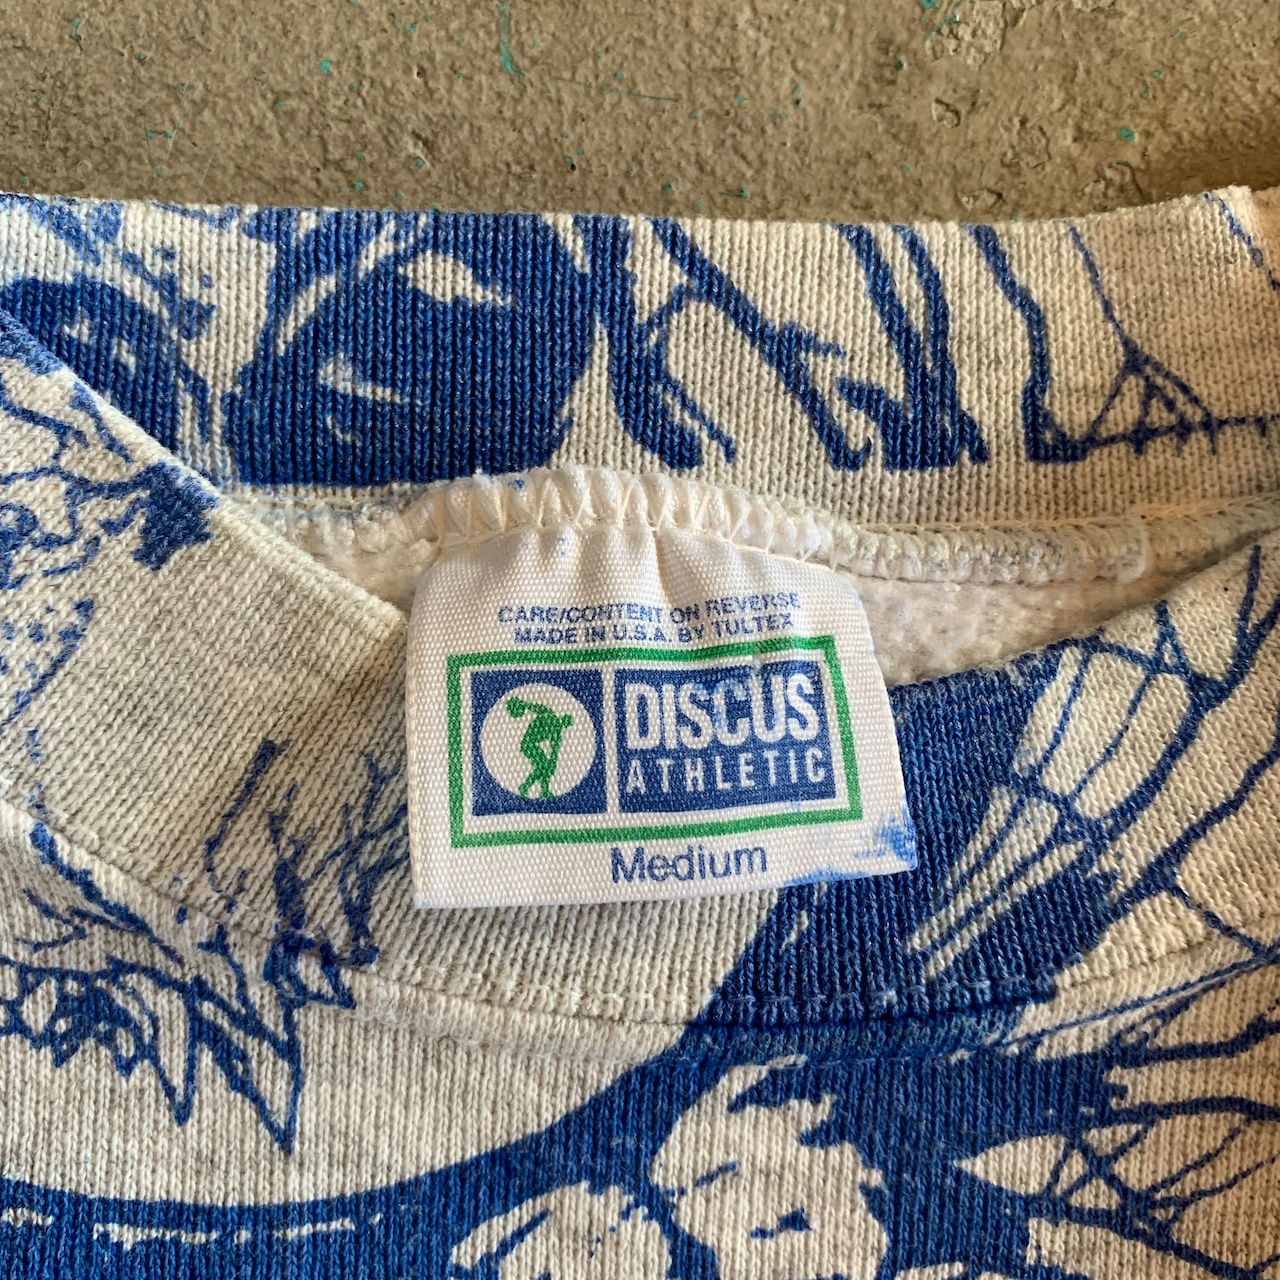 CARE/CONTENT ON REVERSE
MADE IN U.S.A. BY TULTEX
DISCUS
ATHLETIC
Medium